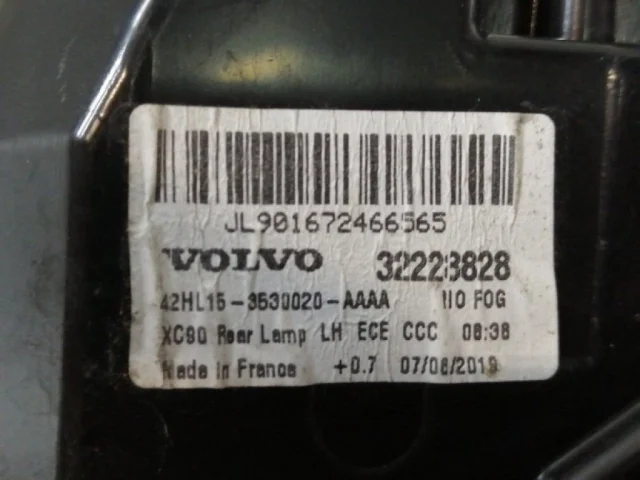 JL901672466565
VOLVO 32228828
42HL15-3530020-AAAA NO FOG
XC90 Rear Lamp LH ECE CCC 08:38
Made in France +0.7 07/08/2019